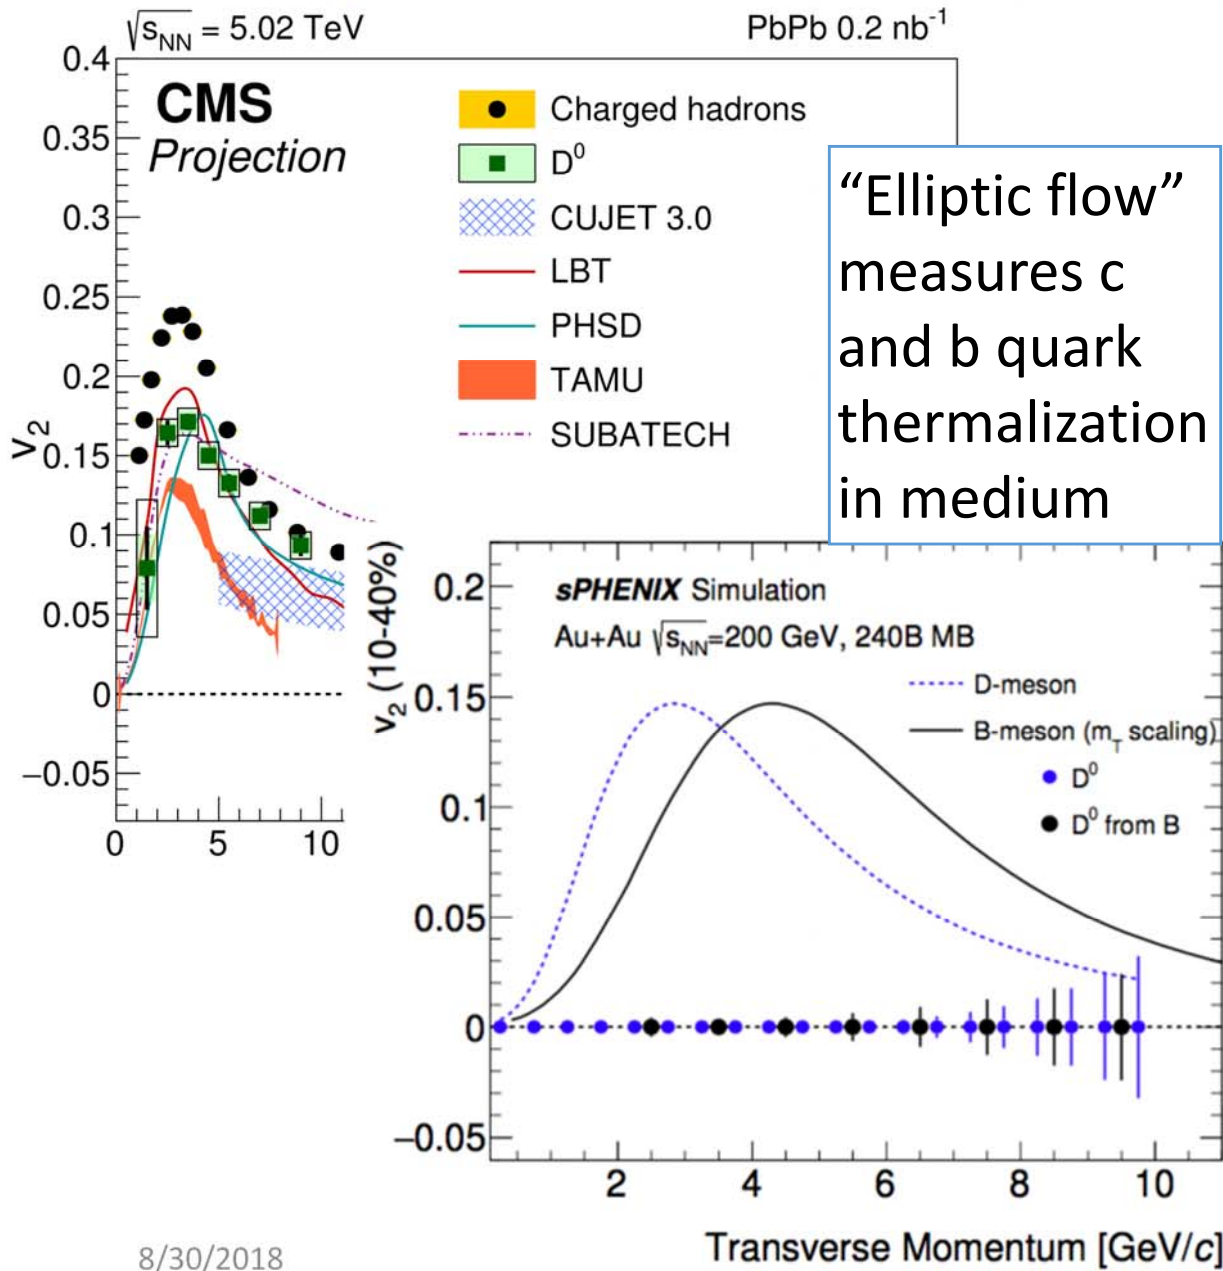 √sNN = 5.02 TeV
PbPb 0.2 nb⁻¹
CMS
Projection
Charged hadrons
D⁰
CUJET 3.0
LBT
PHSD
TAMU
SUBATECH
v₂
0.4
0.35
0.3
0.25
0.2
0.15
0.1
0.05
0
−0.05
0 5 10
“Elliptic flow”
measures c
and b quark
thermalization
in medium
sPHENIX Simulation
Au+Au √sNN=200 GeV, 240B MB
D-meson
B-meson (mT scaling)
D⁰
D⁰ from B
v₂ (10-40%)
0.2
0.15
0.1
0.05
0
−0.05
2 4 6 8 10
Transverse Momentum [GeV/c]
8/30/2018